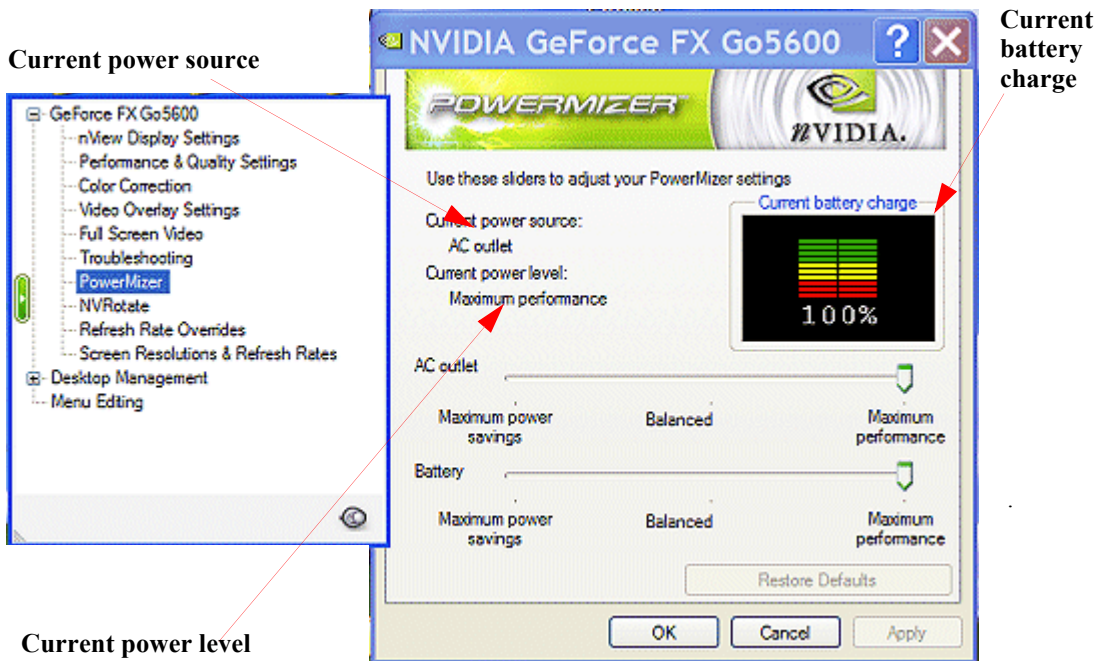 Current power source
Current
battery
charge
Current power level
GeForce FX Go5600
nView Display Settings
Performance & Quality Settings
Color Correction
Video Overlay Settings
Full Screen Video
Troubleshooting
PowerMizer
NVRotate
Refresh Rate Overrides
Screen Resolutions & Refresh Rates
Desktop Management
Menu Editing
NVIDIA GeForce FX Go5600
POWERMIZER
nVIDIA.
Use these sliders to adjust your PowerMizer settings
Current power source:
AC outlet
Current power level:
Maximum performance
Current battery charge
100%
AC outlet
Maximum power
savings
Balanced
Maximum
performance
Battery
Maximum power
savings
Balanced
Maximum
performance
Restore Defaults
OK
Cancel
Apply